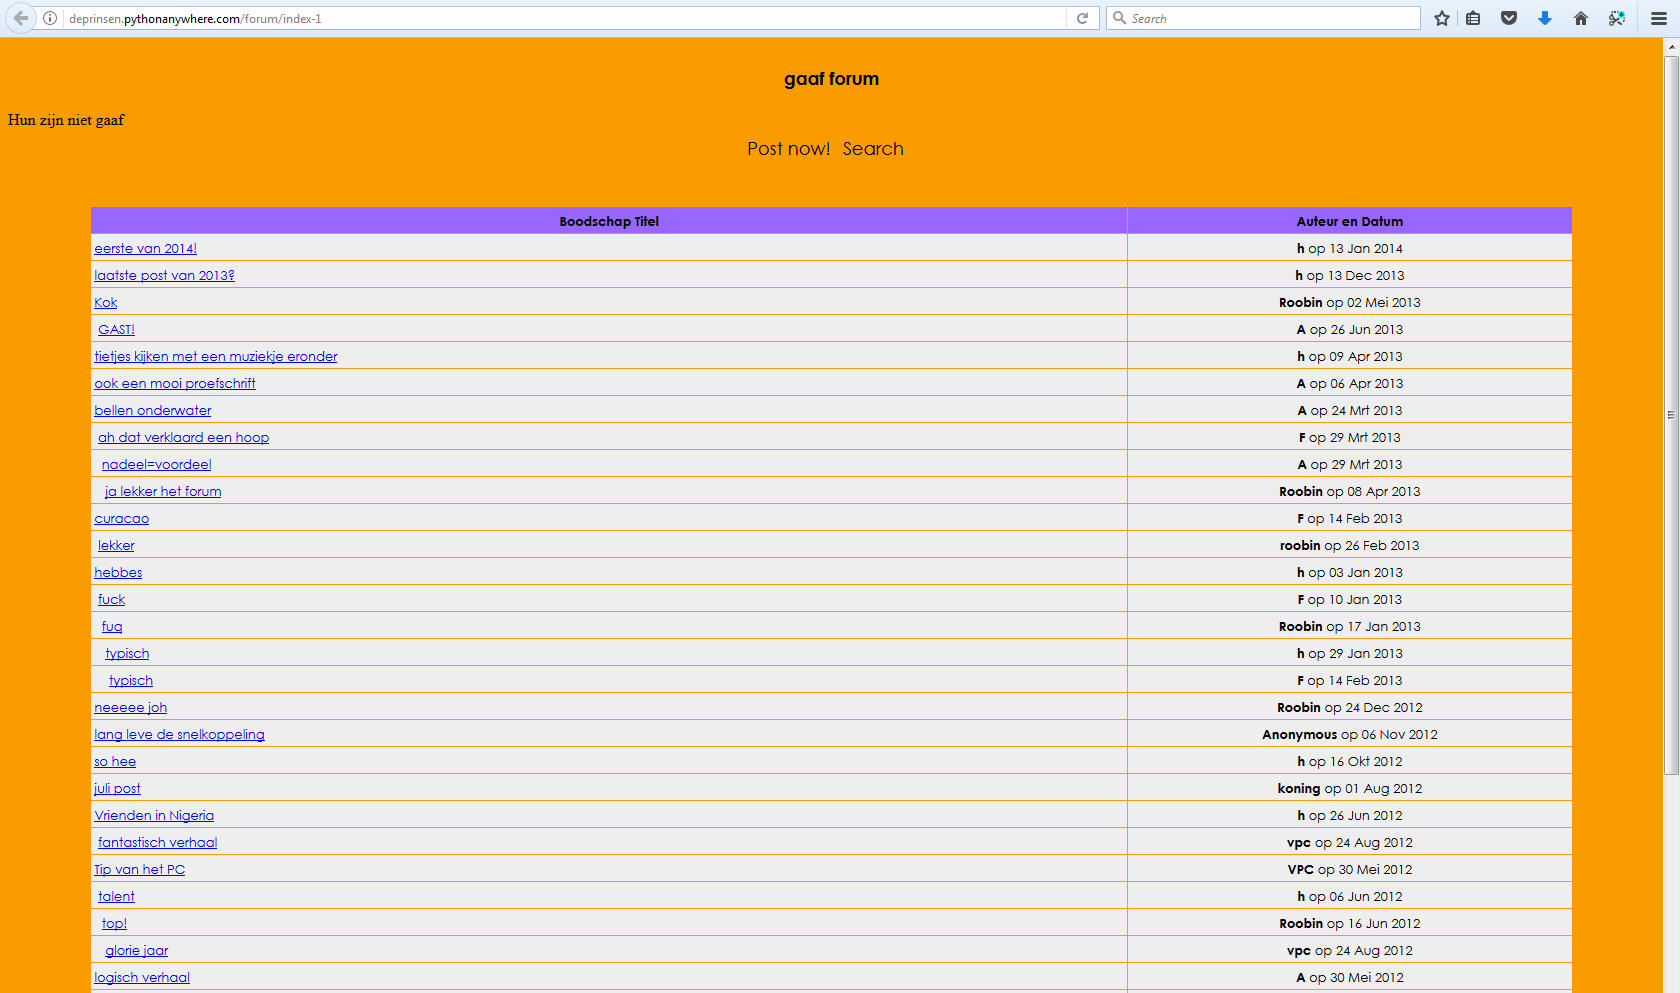 deprinsen.pythonanywhere.com/forum/index-1
Search
gaaf forum
Hun zijn niet gaaf
Post now! Search
Boodschap Titel Auteur en Datum
eerste van 2014! h op 13 Jan 2014
laatste post van 2013? h op 13 Dec 2013
Kok Roobin op 02 Mei 2013
GAST! A op 26 Jun 2013
tietjes kijken met een muziekje eronder h op 09 Apr 2013
ook een mooi proefschrift A op 06 Apr 2013
bellen onderwater A op 24 Mrt 2013
ah dat verklaard een hoop F op 29 Mrt 2013
nadeel=voordeel A op 29 Mrt 2013
ja lekker het forum Roobin op 08 Apr 2013
curacao F op 14 Feb 2013
lekker roobin op 26 Feb 2013
hebbes h op 03 Jan 2013
fuck F op 10 Jan 2013
fuq Roobin op 17 Jan 2013
typisch h op 29 Jan 2013
typisch F op 14 Feb 2013
neeeee joh Roobin op 24 Dec 2012
lang leve de snelkoppeling Anonymous op 06 Nov 2012
so hee h op 16 Okt 2012
juli post koning op 01 Aug 2012
Vrienden in Nigeria h op 26 Jun 2012
fantastisch verhaal vpc op 24 Aug 2012
Tip van het PC VPC op 30 Mei 2012
talent h op 06 Jun 2012
top! Roobin op 16 Jun 2012
glorie jaar vpc op 24 Aug 2012
logisch verhaal A op 30 Mei 2012